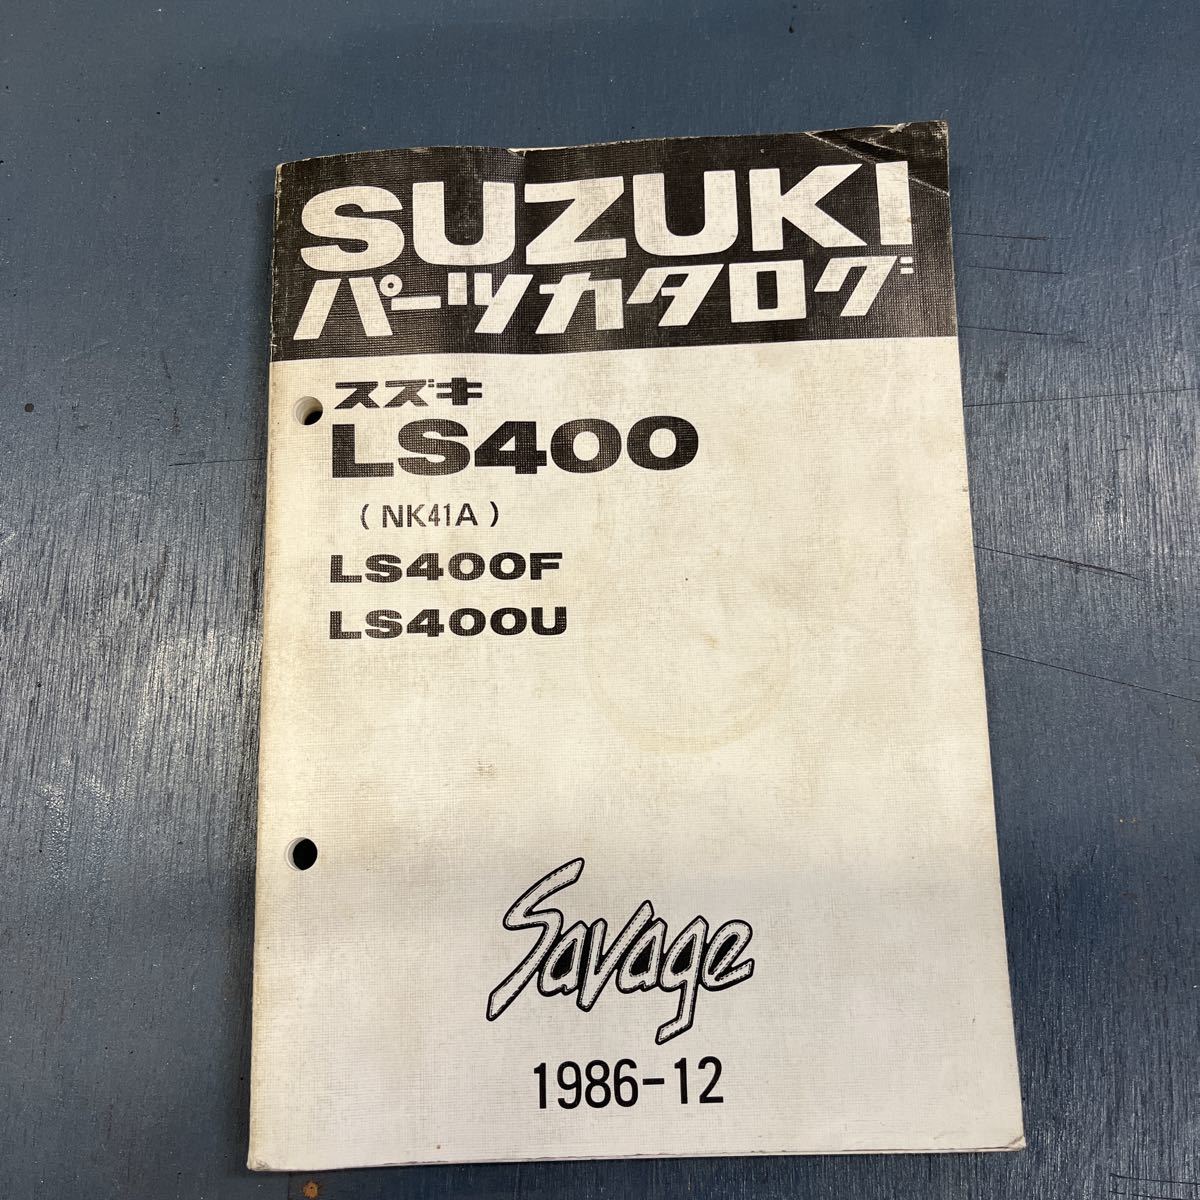 SUZUKI
パーツカタログ
スズキ
LS400
(NK41A)
LS400F
LS400U
Savage
1986-12